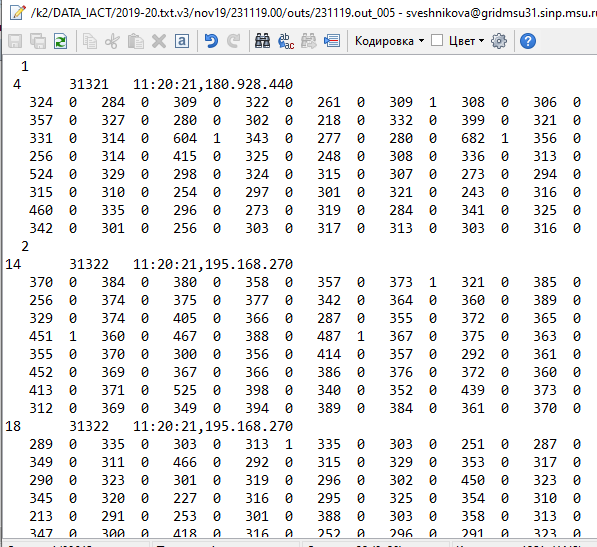 /k2/DATA_IACT/2019-20.txt.v3/nov19/231119.00/outs/231119.out_005 - sveshnikova@gridmsu31.sinp.msu.ru
Кодировка Цвет
1
4 31321 11:20:21,180.928.440
324 0 284 0 309 0 322 0 261 0 309 1 308 0 306 0
357 0 327 0 280 0 302 0 218 0 332 0 399 0 321 0
331 0 314 0 604 1 343 0 277 0 280 0 682 1 356 0
256 0 314 0 415 0 325 0 248 0 308 0 336 0 313 0
524 0 329 0 298 0 324 0 315 0 307 0 273 0 294 0
315 0 310 0 254 0 297 0 301 0 321 0 243 0 316 0
460 0 335 0 296 0 273 0 319 0 284 0 341 0 325 0
342 0 301 0 256 0 303 0 317 0 313 0 303 0 316 0
2
14 31322 11:20:21,195.168.270
370 0 384 0 380 0 358 0 357 0 373 1 321 0 385 0
256 0 374 0 375 0 377 0 342 0 364 0 360 0 389 0
329 0 374 0 405 0 366 0 287 0 355 0 372 0 365 0
451 1 360 0 467 0 388 0 487 1 367 0 375 0 363 0
355 0 370 0 300 0 356 0 414 0 357 0 292 0 361 0
452 0 369 0 367 0 366 0 386 0 376 0 372 0 360 0
413 0 371 0 525 0 398 0 340 0 352 0 439 0 373 0
312 0 369 0 349 0 394 0 389 0 384 0 361 0 370 0
18 31322 11:20:21,195.168.270
289 0 335 0 303 0 313 1 335 0 303 0 251 0 287 0
349 0 311 0 466 0 292 0 315 0 329 0 353 0 317 0
290 0 323 0 301 0 319 0 296 0 302 0 450 0 323 0
345 0 320 0 227 0 316 0 295 0 325 0 354 0 310 0
213 0 291 0 253 0 301 0 388 0 303 0 358 0 313 0
347 0 300 0 418 0 316 0 252 0 296 0 291 0 323 0